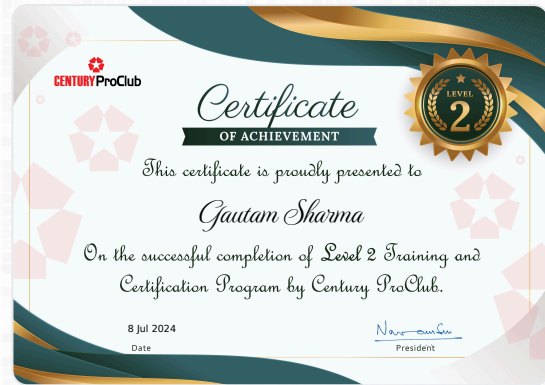 CENTURY ProClub
Certificate
OF ACHIEVEMENT
LEVEL
2
This certificate is proudly presented to
Gautam Sharma
On the successful completion of Level 2 Training and
Certification Program by Century ProClub.
8 Jul 2024
Date
President